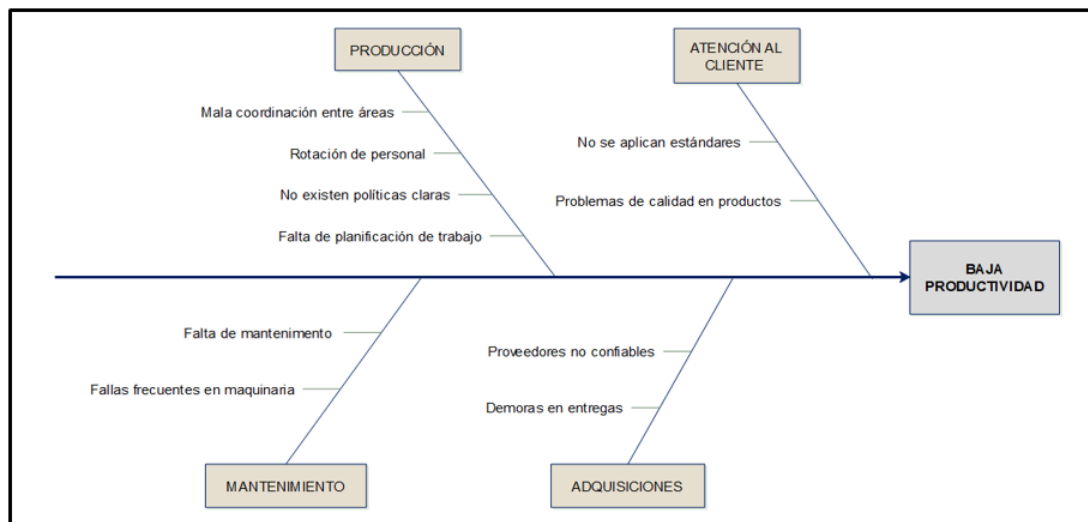 PRODUCCIÓN
ATENCIÓN AL
CLIENTE
Mala coordinación entre áreas
Rotación de personal
No existen políticas claras
Falta de planificación de trabajo
No se aplican estándares
Problemas de calidad en productos
BAJA
PRODUCTIVIDAD
Falta de mantenimento
Fallas frecuentes en maquinaria
Proveedores no confiables
Demoras en entregas
MANTENIMIENTO
ADQUISICIONES